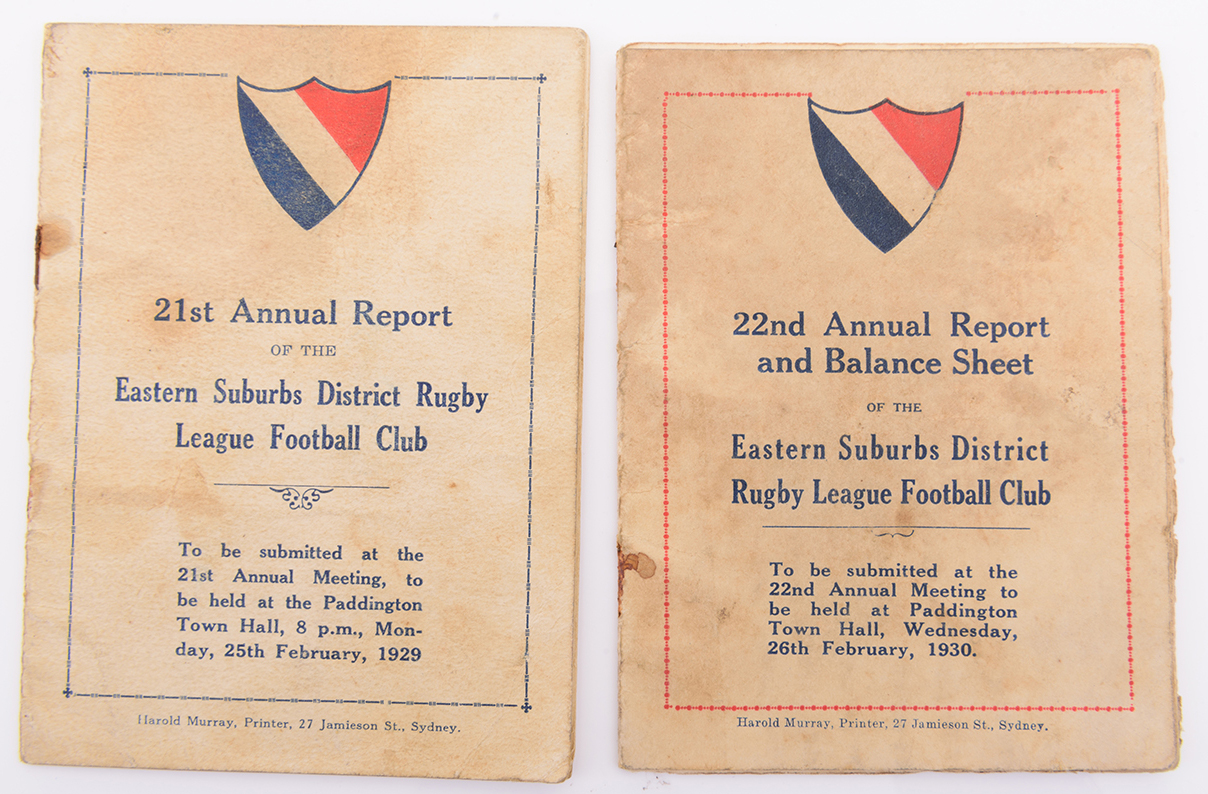 21st Annual Report
OF THE
Eastern Suburbs District Rugby
League Football Club
To be submitted at the
21st Annual Meeting, to
be held at the Paddington
Town Hall, 8 p.m., Mon-
day, 25th February, 1929
Harold Murray, Printer, 27 Jamieson St., Sydney.
22nd Annual Report
and Balance Sheet
OF THE
Eastern Suburbs District
Rugby League Football Club
To be submitted at the
22nd Annual Meeting to
be held at Paddington
Town Hall, Wednesday,
26th February, 1930.
Harold Murray, Printer, 27 Jamieson St., Sydney.